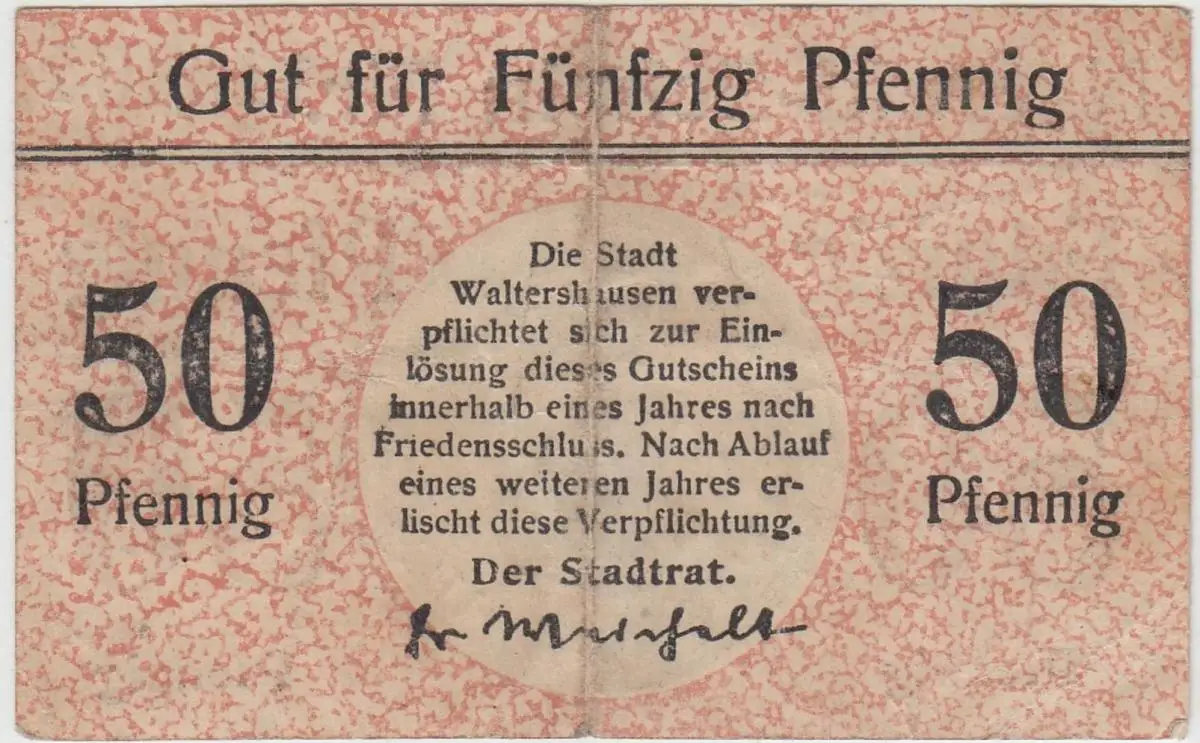 Gut für Fünfzig Pfennig
50
Pfennig
Die Stadt
Waltershausen ver-
pflichtet sich zur Ein-
lösung dieses Gutscheins
innerhalb eines Jahres nach
Friedensschluss. Nach Ablauf
eines weiteren Jahres er-
lischt diese Verpflichtung.
Der Stadtrat.
50
Pfennig